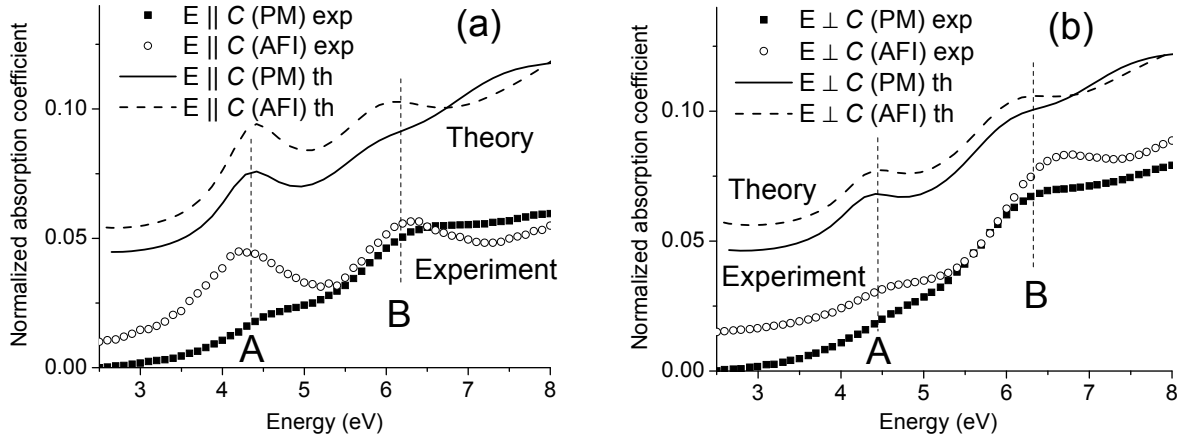 E || C (PM) exp
E || C (AFI) exp
E || C (PM) th
E || C (AFI) th
(a)
Theory
Experiment
A
B
0.10
0.05
0.00
3 4 5 6 7 8
Energy (eV)
Normalized absorption coefficient
E ⊥ C (PM) exp
E ⊥ C (AFI) exp
E ⊥ C (PM) th
E ⊥ C (AFI) th
(b)
Theory
Experiment
A
B
0.10
0.05
0.00
3 4 5 6 7 8
Energy (eV)
Normalized absorption coefficient